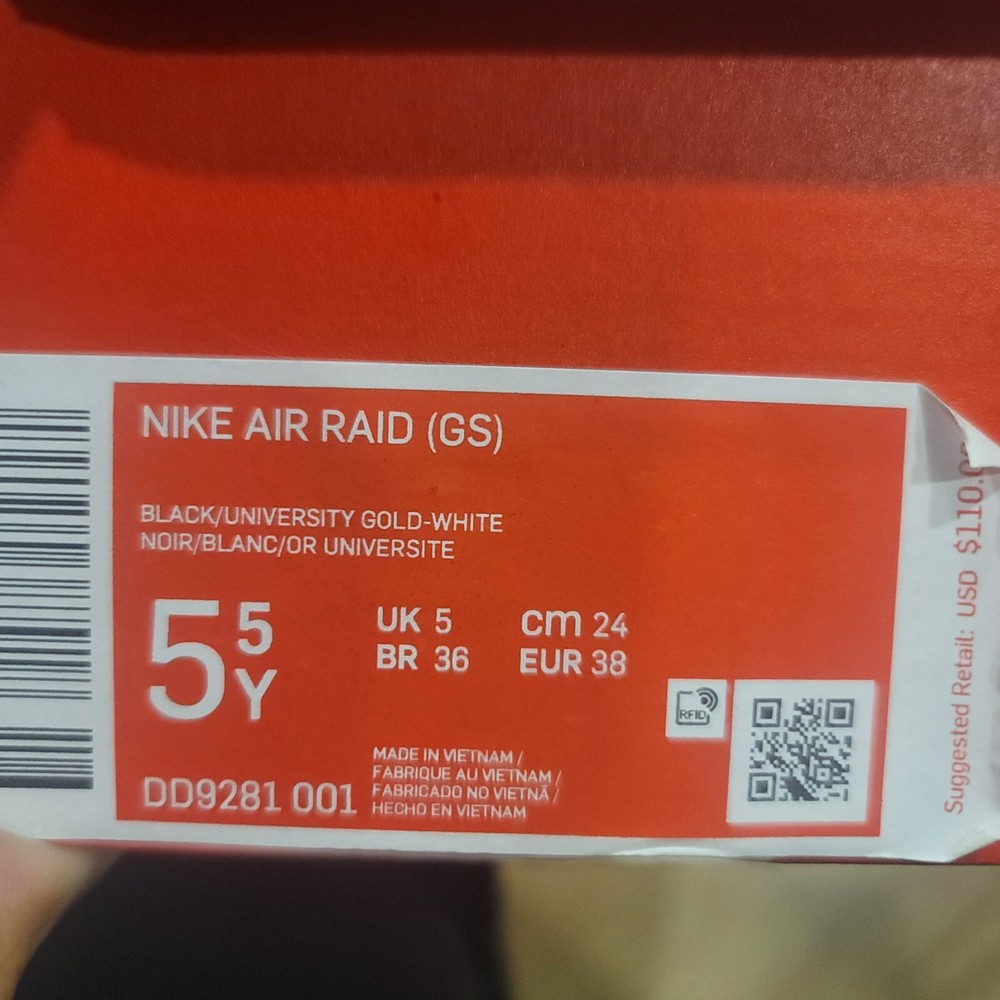 NIKE AIR RAID (GS)
BLACK/UNIVERSITY GOLD-WHITE
NOIR/BLANC/OR UNIVERSITE
5 5 Y
UK 5
cm 24
BR 36
EUR 38
RFID
MADE IN VIETNAM /
FABRIQUE AU VIETNAM /
FABRICADO NO VIETNÃ /
HECHO EN VIETNAM
DD9281 001
Suggested Retail: USD $110.00